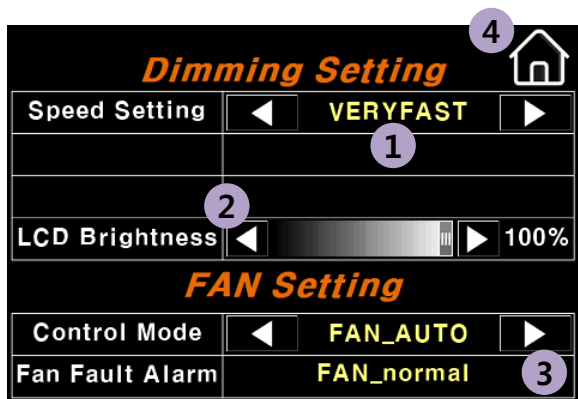 4
Dimming Setting
Speed Setting VERYFAST
1
2
LCD Brightness 100%
FAN Setting
Control Mode FAN_AUTO
Fan Fault Alarm FAN_normal 3